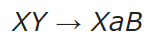 XY → XaB